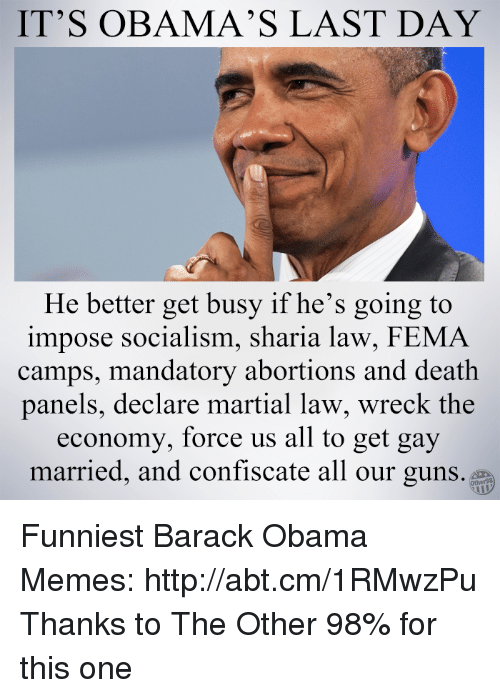 IT'S OBAMA'S LAST DAY
He better get busy if he's going to
impose socialism, sharia law, FEMA
camps, mandatory abortions and death
panels, declare martial law, wreck the
economy, force us all to get gay
married, and confiscate all our guns.
Other98
Funniest Barack Obama
Memes: http://abt.cm/1RMwzPu
Thanks to The Other 98% for
this one